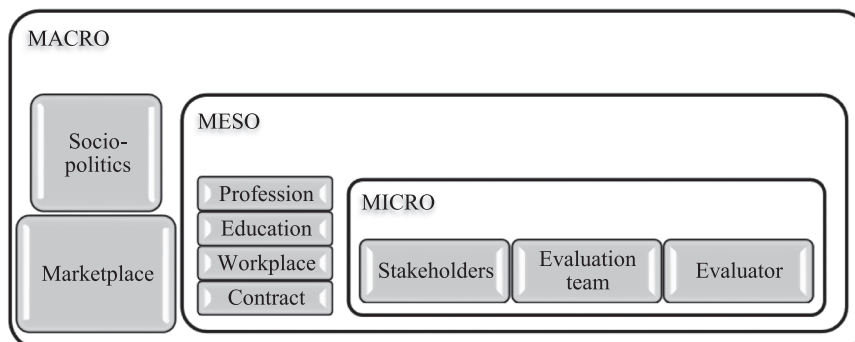 MACRO
Socio-
politics
Marketplace
MESO
Profession
Education
Workplace
Contract
MICRO
Stakeholders
Evaluation
team
Evaluator